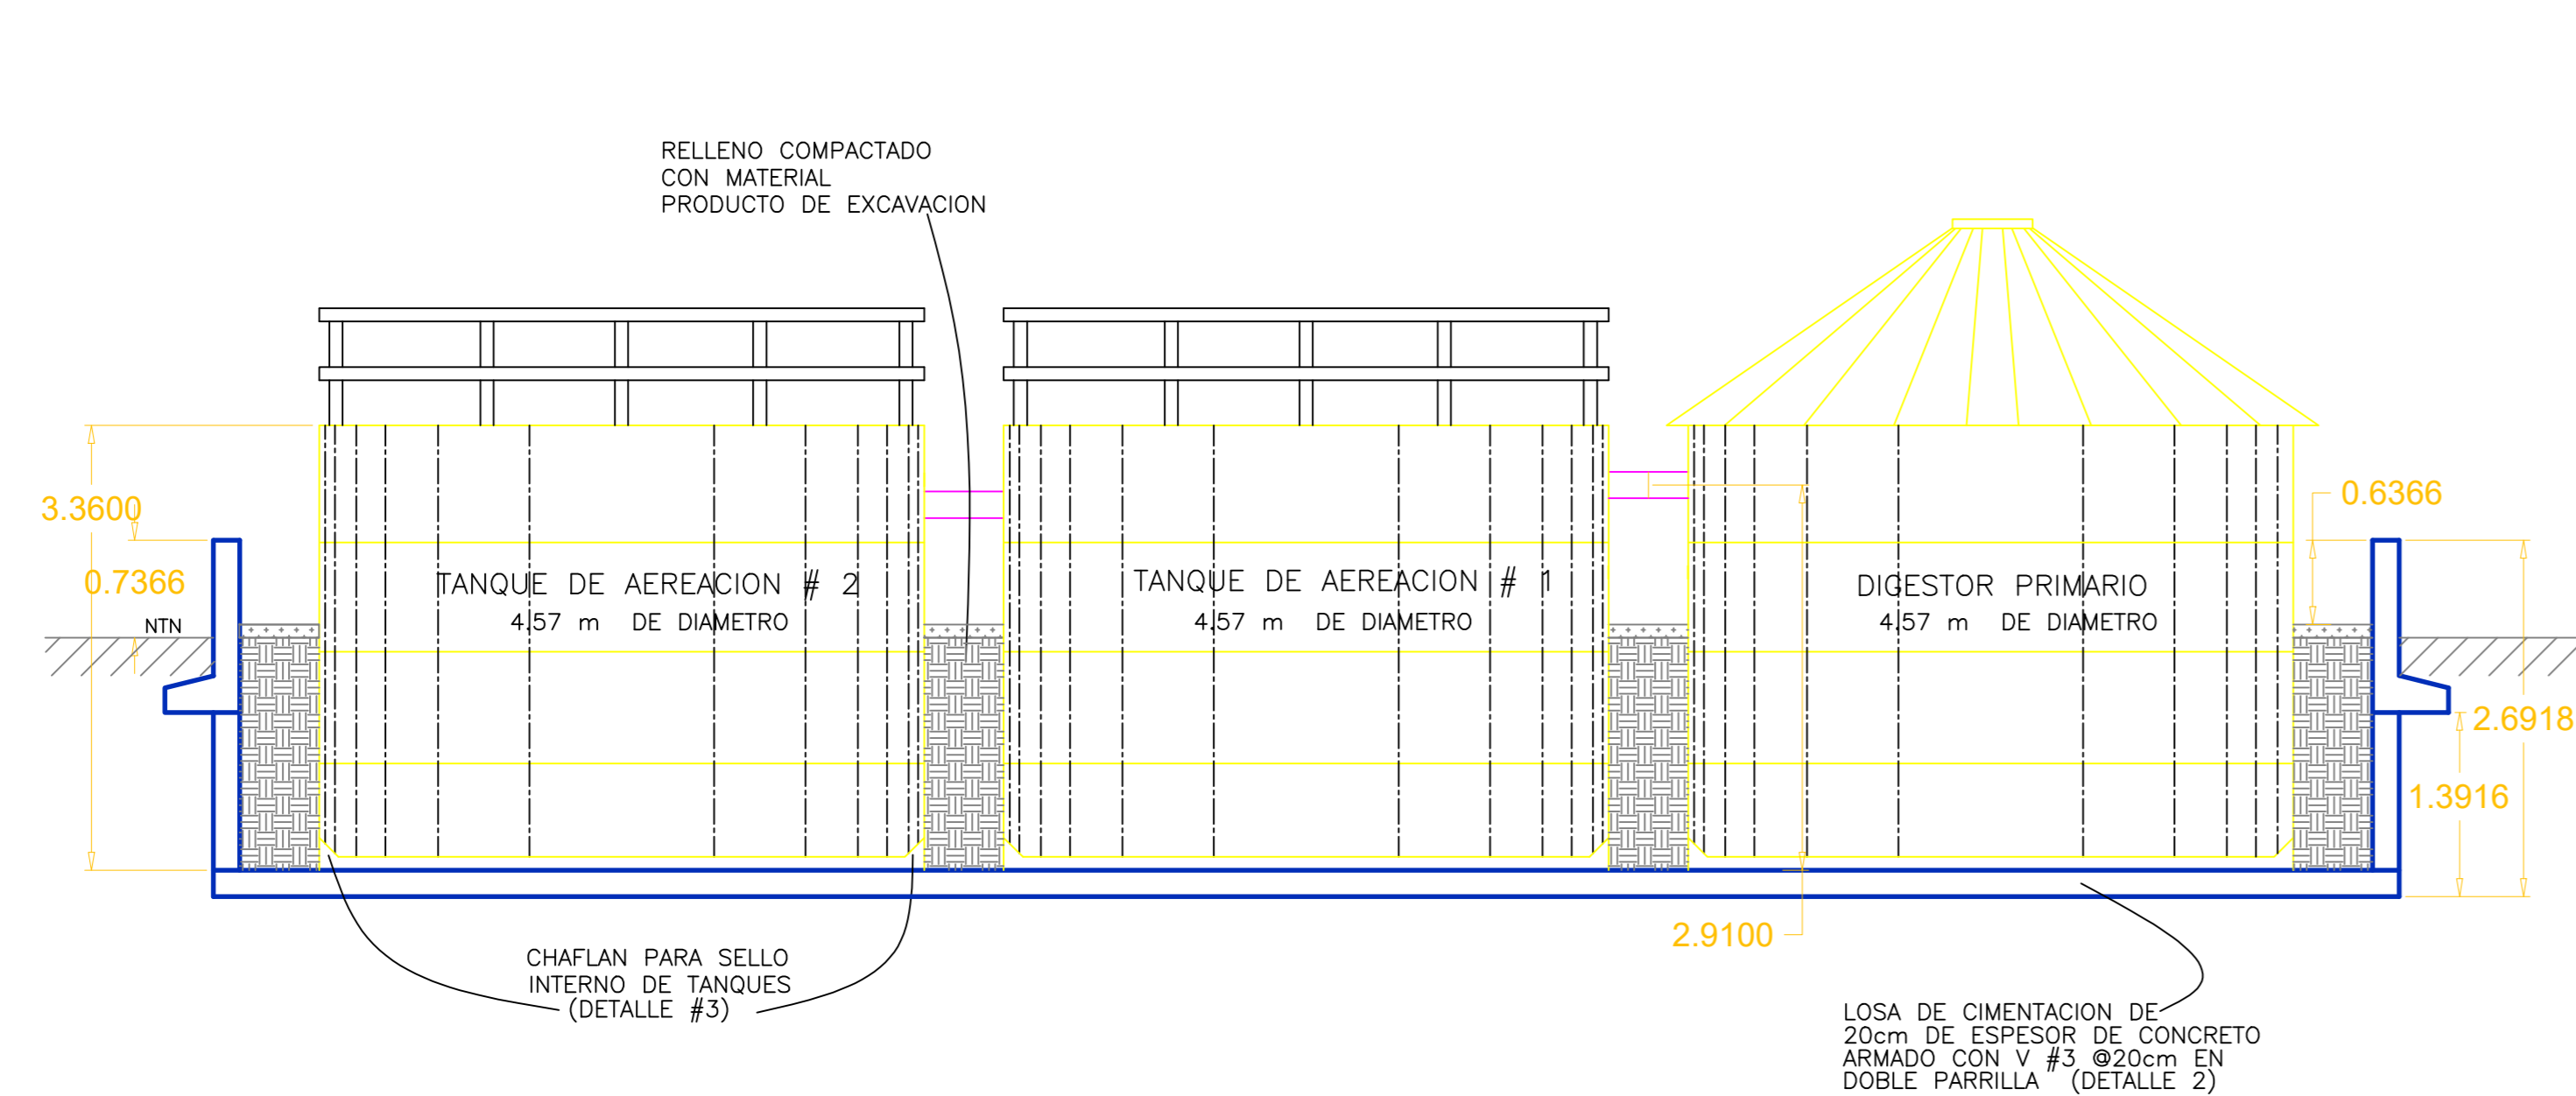 RELLENO COMPACTADO
CON MATERIAL
PRODUCTO DE EXCAVACION
3.3600
0.7366
NTN
TANQUE DE AEREACION # 2
4.57 m DE DIAMETRO
TANQUE DE AEREACION # 1
4.57 m DE DIAMETRO
DIGESTOR PRIMARIO
4.57 m DE DIAMETRO
0.6366
2.6918
1.3916
2.9100
CHAFLAN PARA SELLO
INTERNO DE TANQUES
(DETALLE #3)
LOSA DE CIMENTACION DE
20cm DE ESPESOR DE CONCRETO
ARMADO CON V #3 @20cm EN
DOBLE PARRILLA (DETALLE 2)